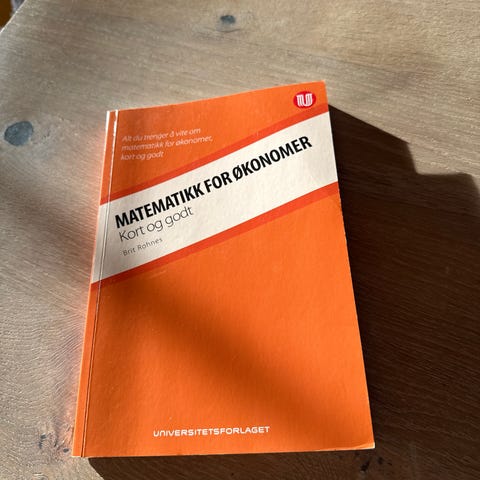 Alt du trenger å vite om
matematikk for økonomer,
kort og godt
MATEMATIKK FOR ØKONOMER
Kort og godt
Brit Rohnes
UNIVERSITETSFORLAGET